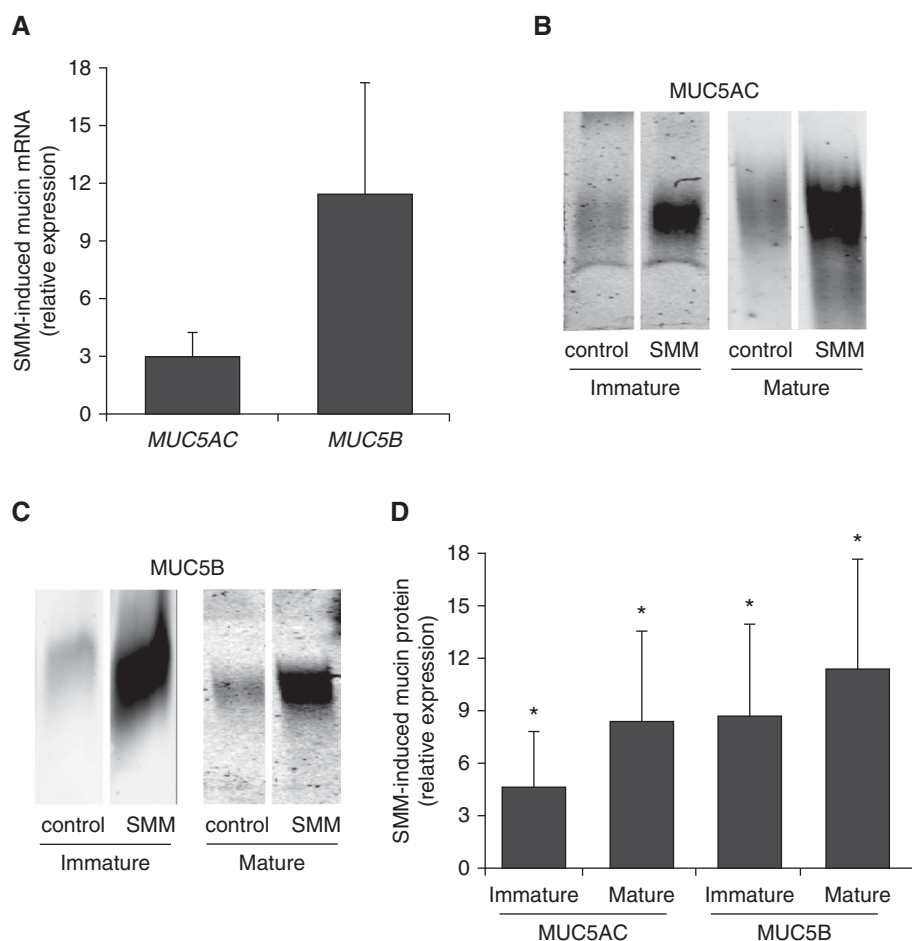 A
SMM-induced mucin mRNA
(relative expression)
18
15
12
9
6
3
0
MUC5AC
MUC5B
B
MUC5AC
control SMM control SMM
Immature Mature
C
MUC5B
control SMM control SMM
Immature Mature
D
SMM-induced mucin protein
(relative expression)
18
15
12
9
6
3
0
*
*
*
*
Immature Mature Immature Mature
MUC5AC MUC5B